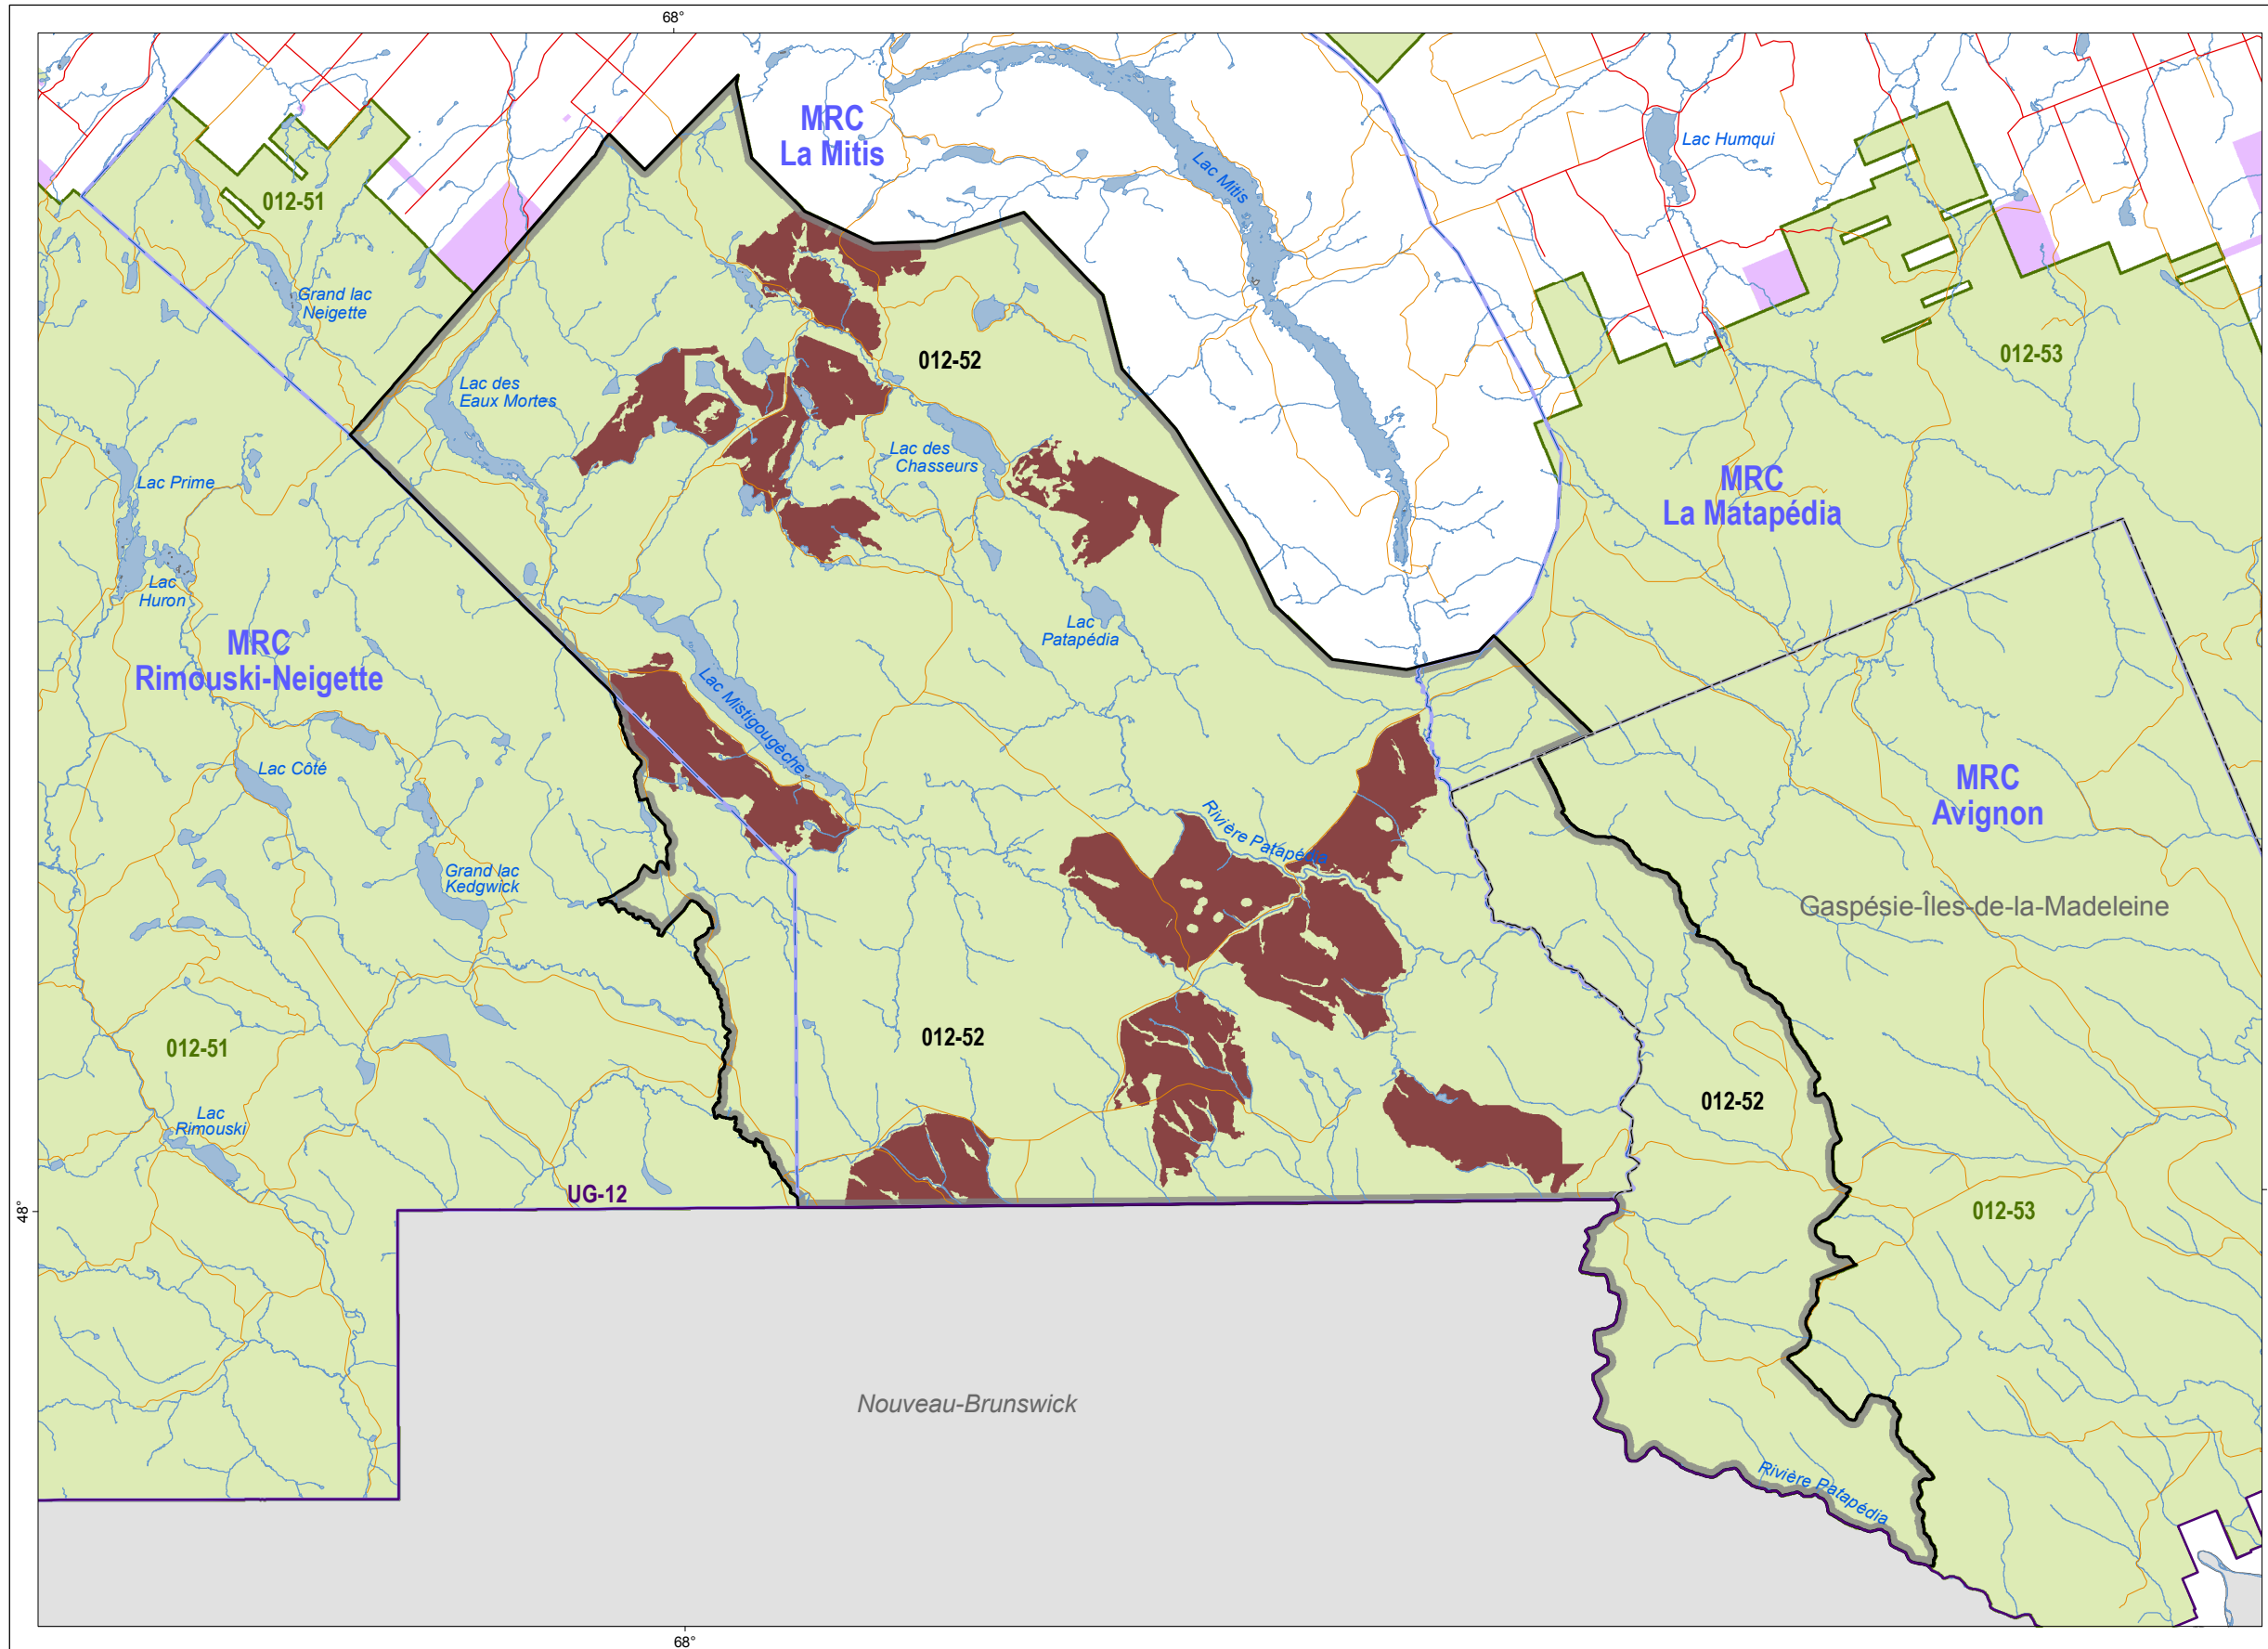 68°
MRC
La Mitis
Lac Mitis
Lac Humqui
012-51
Grand lac
Neigette
012-52
012-53
Lac des
Eaux Mortes
Lac des
Chasseurs
Lac Prime
MRC
La Matapédia
Lac
Huron
Lac
Patapédia
MRC
Rimouski-Neigette
Lac Mistigougèche
Lac Côté
MRC
Avignon
Rivière Patapédia
Grand lac
Kedgwick
Gaspésie-Îles-de-la-Madeleine
012-51
012-52
012-52
Lac
Rimouski
UG-12
48°
012-53
Nouveau-Brunswick
Rivière Patapédia
68°